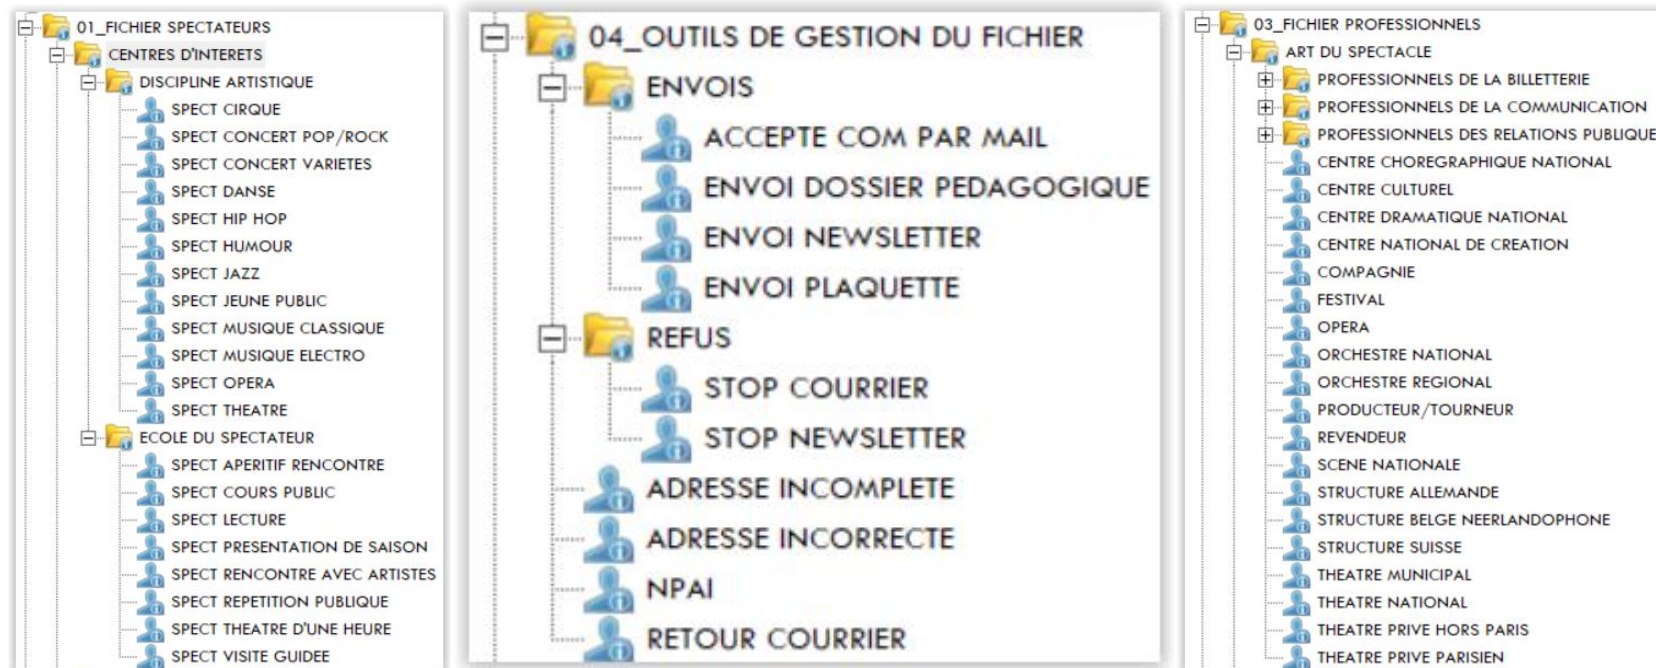 01_FICHIER SPECTATEURS
CENTRES D'INTERETS
DISCIPLINE ARTISTIQUE
SPECT CIRQUE
SPECT CONCERT POP/ROCK
SPECT CONCERT VARIETES
SPECT DANSE
SPECT HIP HOP
SPECT HUMOUR
SPECT JAZZ
SPECT JEUNE PUBLIC
SPECT MUSIQUE CLASSIQUE
SPECT MUSIQUE ELECTRO
SPECT OPERA
SPECT THEATRE
ECOLE DU SPECTATEUR
SPECT APERITIF RENCONTRE
SPECT COURS PUBLIC
SPECT LECTURE
SPECT PRESENTATION DE SAISON
SPECT RENCONTRE AVEC ARTISTES
SPECT REPETITION PUBLIQUE
SPECT THEATRE D'UNE HEURE
SPECT VISITE GUIDEE
04_OUTILS DE GESTION DU FICHIER
ENVOIS
ACCEPTE COM PAR MAIL
ENVOI DOSSIER PEDAGOGIQUE
ENVOI NEWSLETTER
ENVOI PLAQUETTE
REFUS
STOP COURRIER
STOP NEWSLETTER
ADRESSE INCOMPLETE
ADRESSE INCORRECTE
NPAI
RETOUR COURRIER
03_FICHIER PROFESSIONNELS
ART DU SPECTACLE
PROFESSIONNELS DE LA BILLETTERIE
PROFESSIONNELS DE LA COMMUNICATION
PROFESSIONNELS DES RELATIONS PUBLIQUE
CENTRE CHOREGRAPHIQUE NATIONAL
CENTRE CULTUREL
CENTRE DRAMATIQUE NATIONAL
CENTRE NATIONAL DE CREATION
COMPAGNIE
FESTIVAL
OPERA
ORCHESTRE NATIONAL
ORCHESTRE REGIONAL
PRODUCTEUR/TOURNEUR
REVENDEUR
SCENE NATIONALE
STRUCTURE ALLEMANDE
STRUCTURE BELGE NEERLANDOPHONE
STRUCTURE SUISSE
THEATRE MUNICIPAL
THEATRE NATIONAL
THEATRE PRIVE HORS PARIS
THEATRE PRIVE PARISIEN